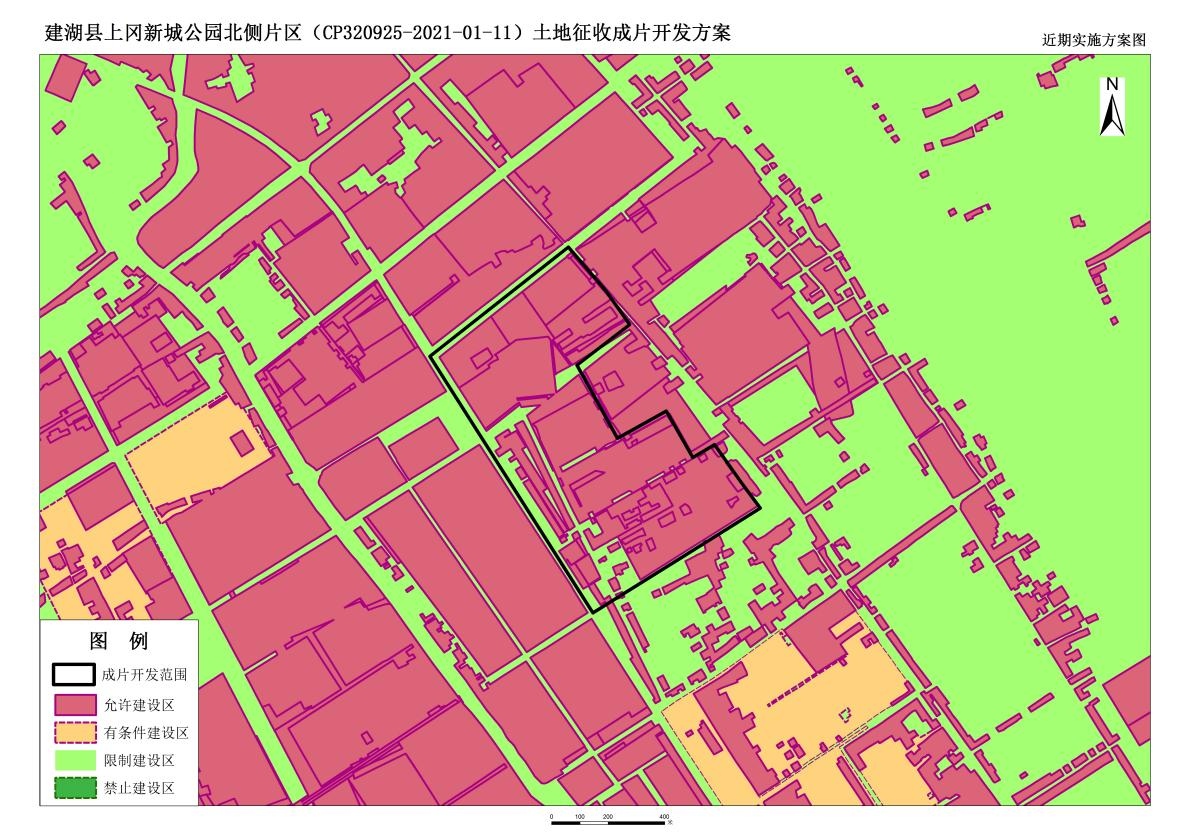 建湖县上冈新城公园北侧片区（CP320925-2021-01-11）土地征收成片开发方案
近期实施方案图
N
图 例
成片开发范围
允许建设区
有条件建设区
限制建设区
禁止建设区
0 100 200 400
米